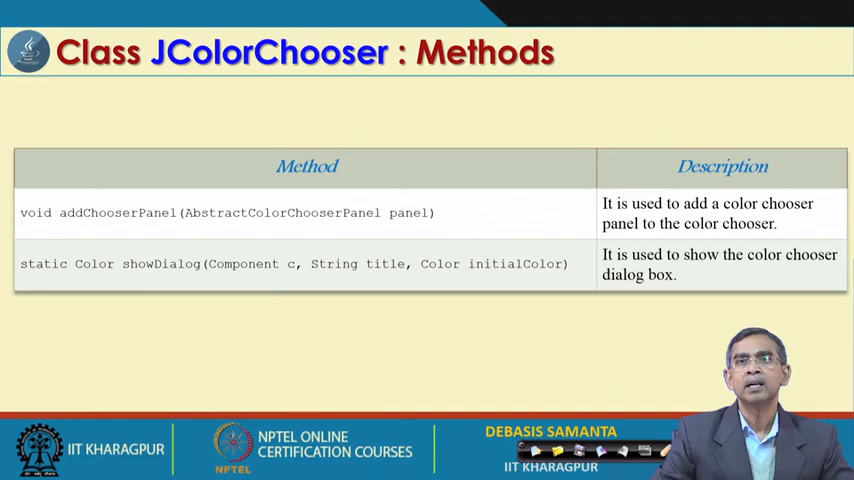 Class JColorChooser : Methods
Method
Description
void addChooserPanel(AbstractColorChooserPanel panel)
It is used to add a color chooser
panel to the color chooser.
static Color showDialog(Component c, String title, Color initialColor)
It is used to show the color chooser
dialog box.
IIT KHARAGPUR
NPTEL
NPTEL ONLINE
CERTIFICATION COURSES
DEBASIS SAMANTA
IIT KHARAGPUR